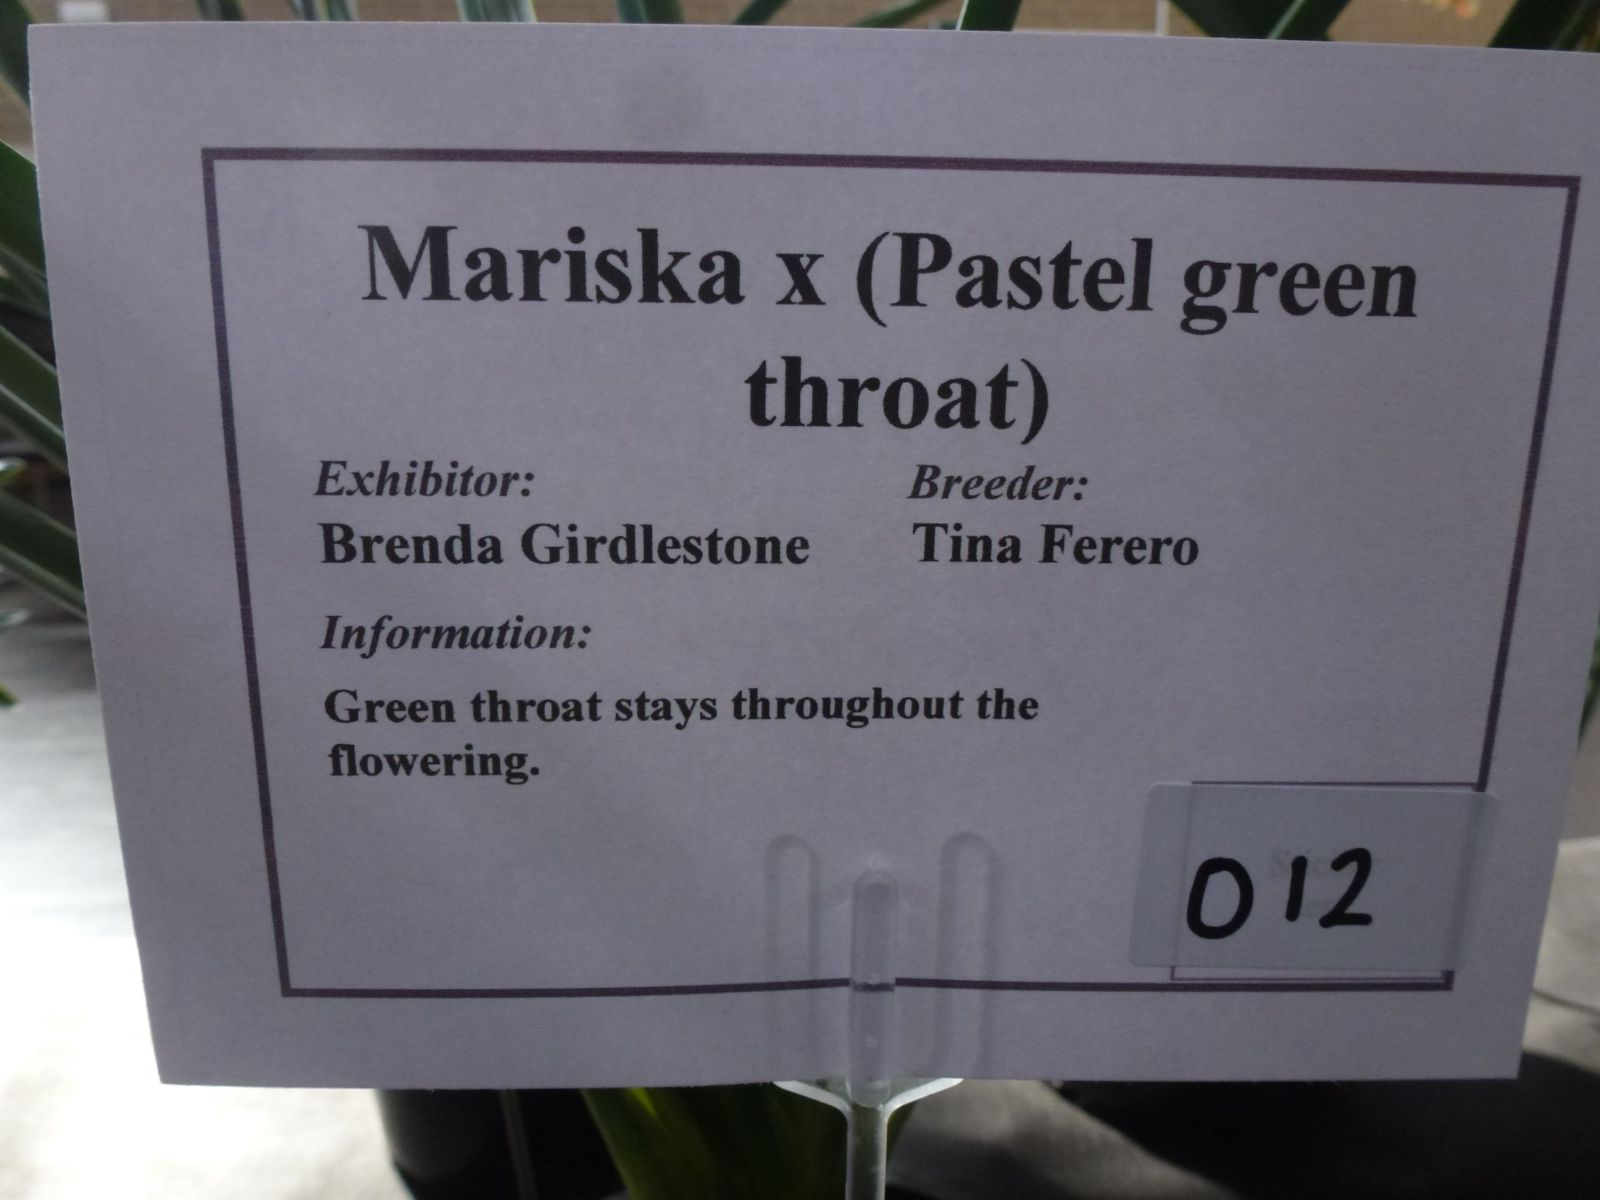 Mariska x (Pastel green
throat)
Exhibitor: Breeder:
Brenda Girdlestone Tina Ferero
Information:
Green throat stays throughout the
flowering.
012